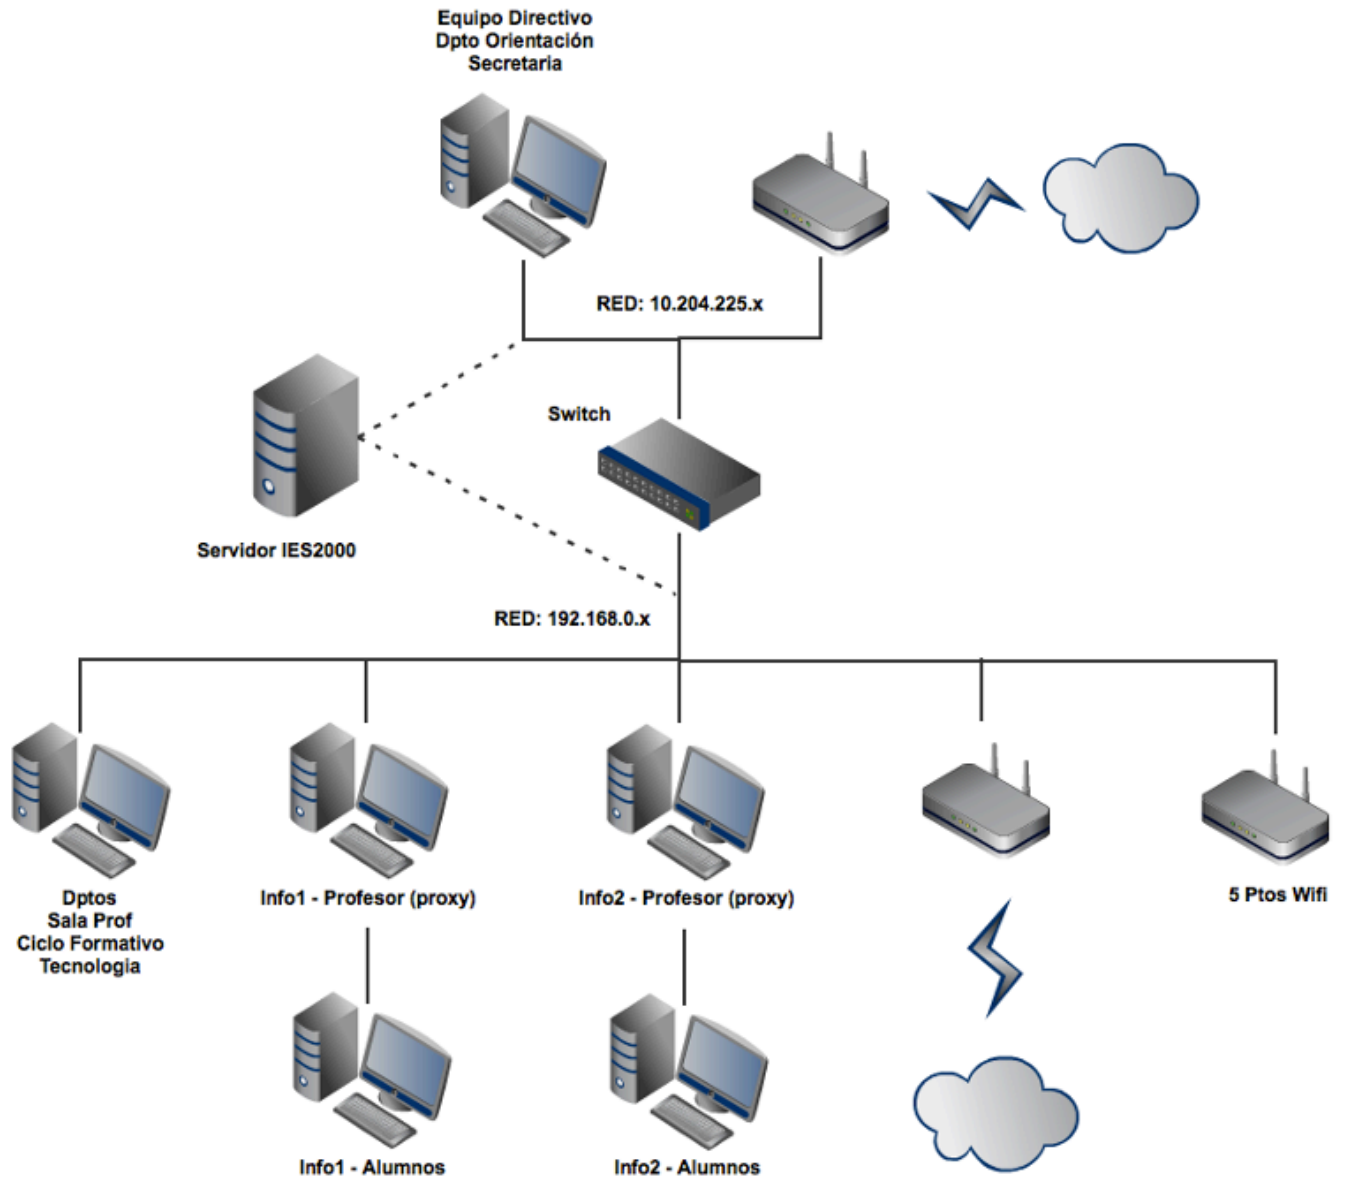 Equipo Directivo
Dpto Orientación
Secretaria
RED: 10.204.225.x
Switch
Servidor IES2000
RED: 192.168.0.x
Dptos
Sala Prof
Ciclo Formativo
Tecnologia
Info1 - Profesor (proxy)
Info2 - Profesor (proxy)
5 Ptos Wifi
Info1 - Alumnos
Info2 - Alumnos